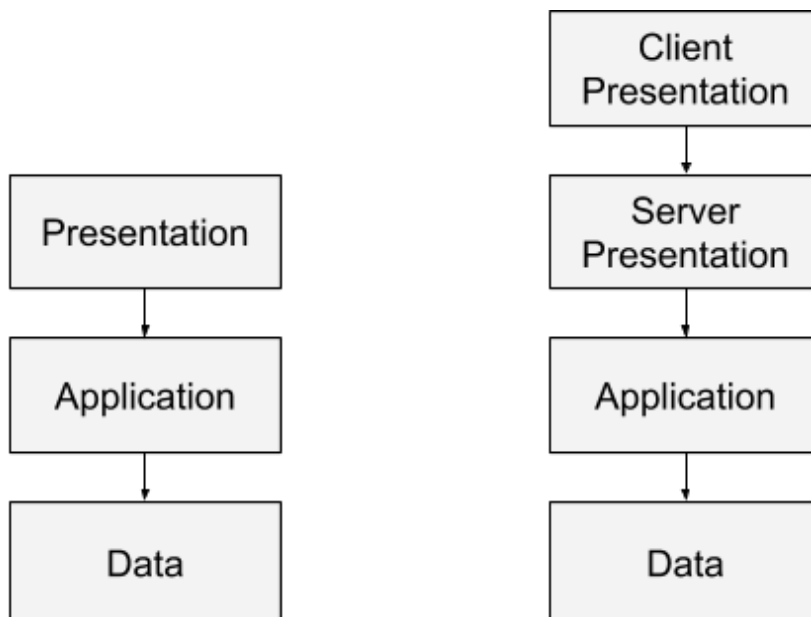 Presentation
Application
Data
Client
Presentation
Server
Presentation
Application
Data